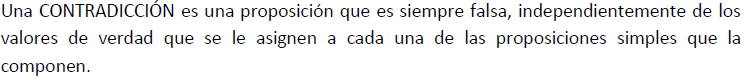 Una CONTRADICCIÓN es una proposición que es siempre falsa, independientemente de los
valores de verdad que se le asignen a cada una de las proposiciones simples que la
componen.